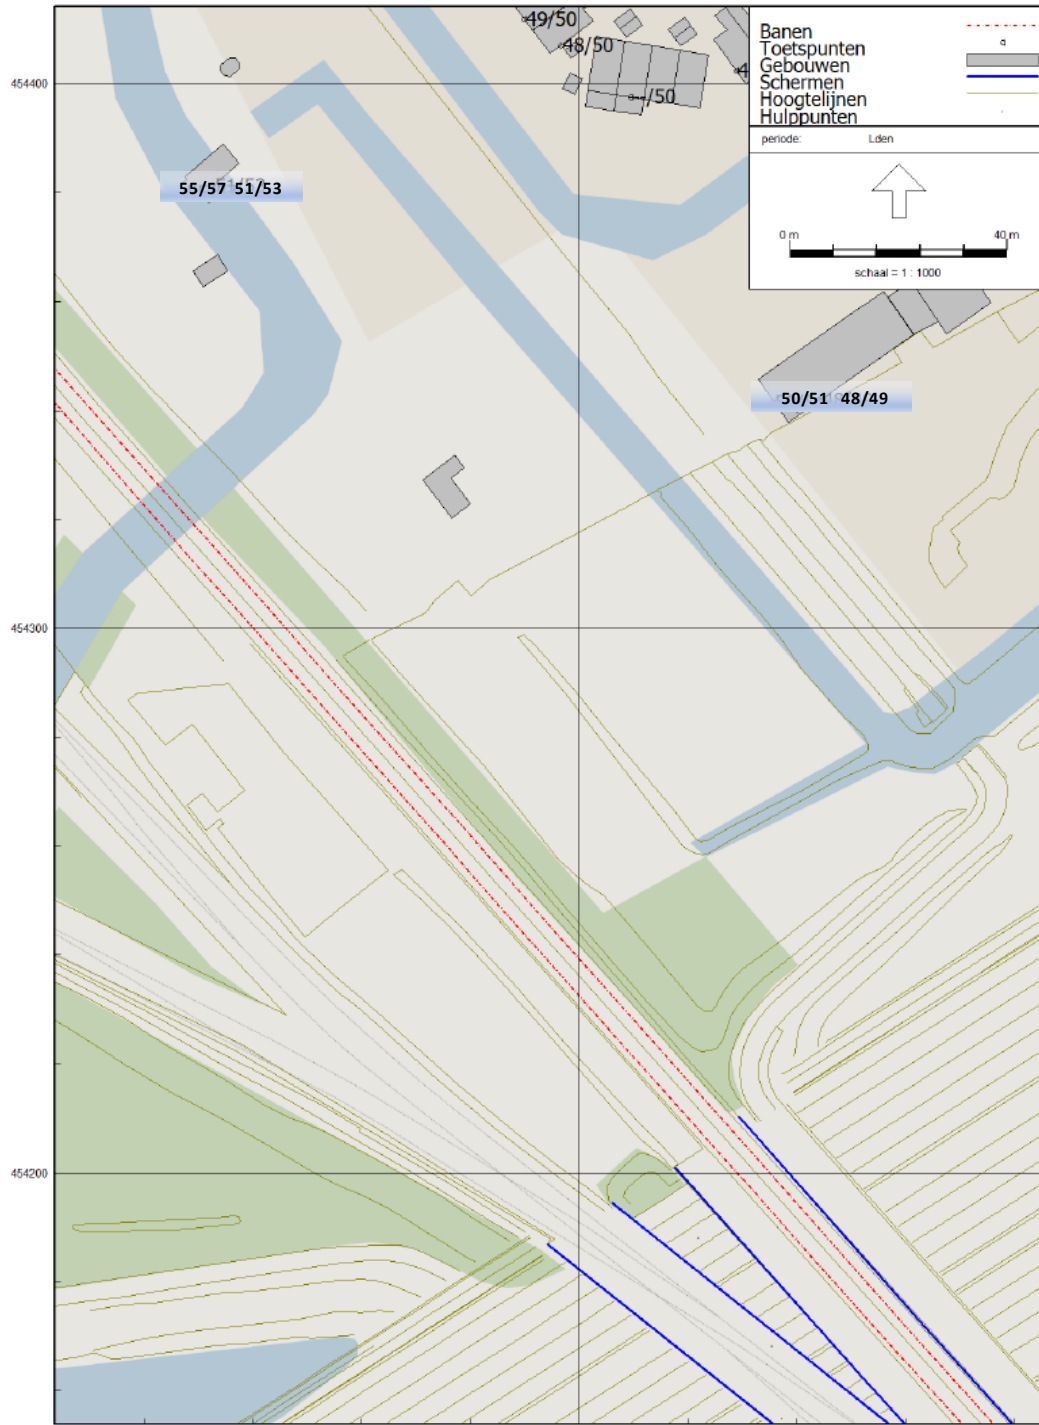 49/50
48/50
/50
4
Banen
Toetspunten
Gebouwen
Schermen
Hoogtelijnen
Hulppunten
periode: Lden
0 m 40 m
schaal = 1 : 1000
454400
55/57 51/53
50/51 48/49
454300
454200